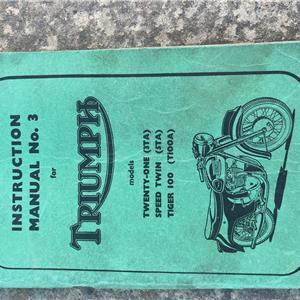 INSTRUCTION
MANUAL No. 3
for
TRIUMPH
models
TWENTY-ONE (3TA)
SPEED TWIN (5TA)
TIGER 100 (T100A)